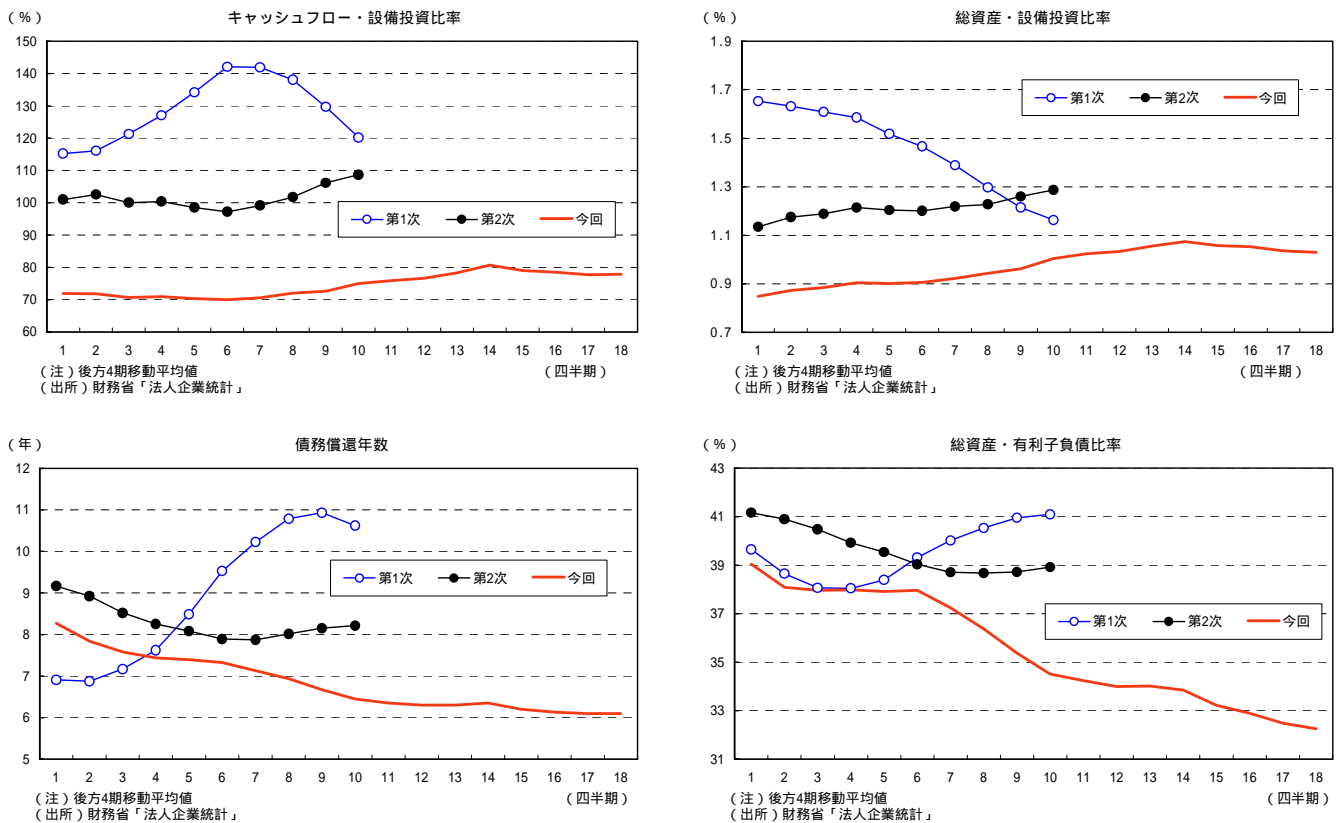 （％）
キャッシュフロー・設備投資比率
150
140
130
120
110
100
90
80
70
60
第1次 第2次 今回
1 2 3 4 5 6 7 8 9 10 11 12 13 14 15 16 17 18
（注）後方4期移動平均値 （四半期）
（出所）財務省「法人企業統計」
（％）
総資産・設備投資比率
1.9
1.7
1.5
1.3
1.1
0.9
0.7
第1次 第2次 今回
1 2 3 4 5 6 7 8 9 10 11 12 13 14 15 16 17 18
（注）後方4期移動平均値 （四半期）
（出所）財務省「法人企業統計」
（年）
債務償還年数
12
11
10
9
8
7
6
5
第1次 第2次 今回
1 2 3 4 5 6 7 8 9 10 11 12 13 14 15 16 17 18
（注）後方4期移動平均値 （四半期）
（出所）財務省「法人企業統計」
（％）
総資産・有利子負債比率
43
41
39
37
35
33
31
第1次 第2次 今回
1 2 3 4 5 6 7 8 9 10 11 12 13 14 15 16 17 18
（注）後方4期移動平均値 （四半期）
（出所）財務省「法人企業統計」